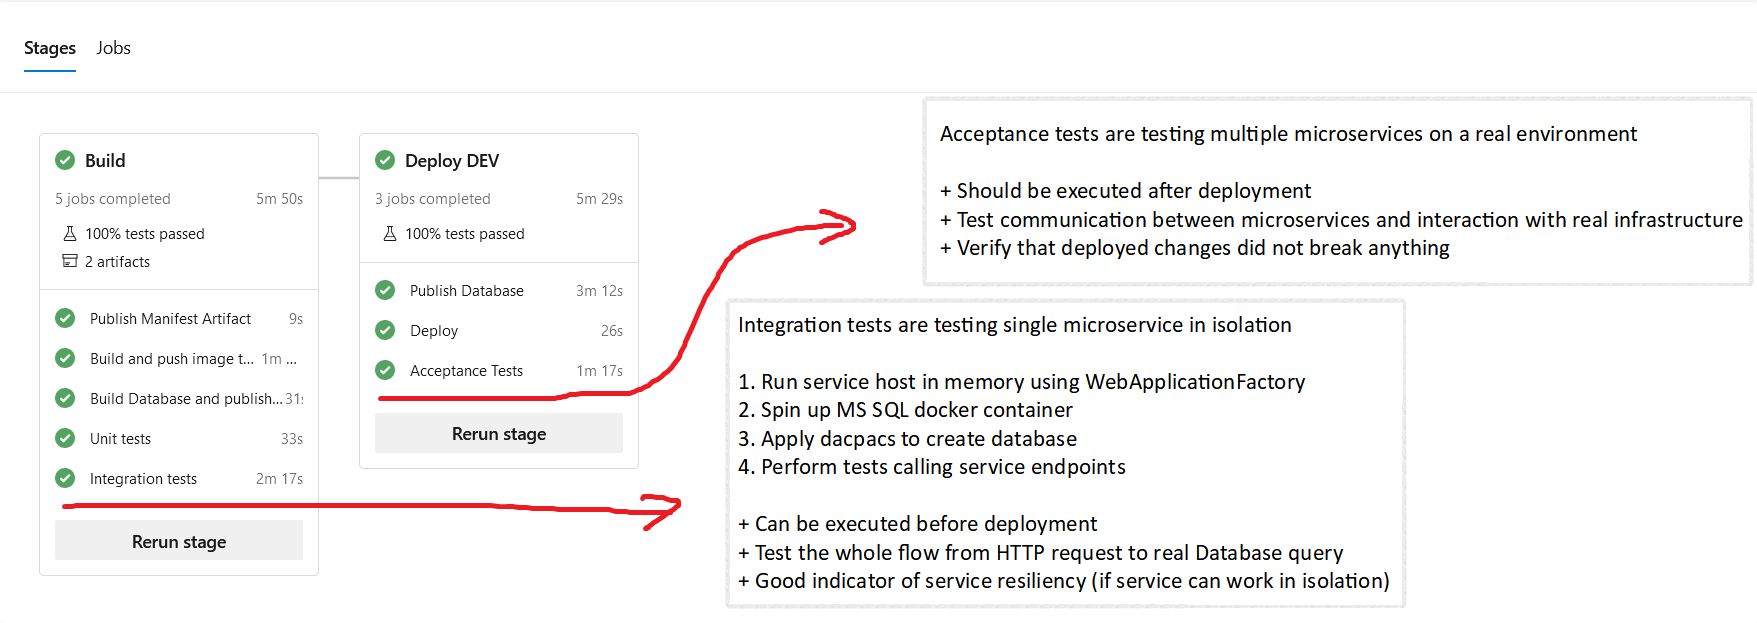 Stages Jobs
Build
5 jobs completed 5m 50s
100% tests passed
2 artifacts
Publish Manifest Artifact 9s
Build and push image t... 1m ...
Build Database and publish... 31s
Unit tests 33s
Integration tests 2m 17s
Rerun stage
Deploy DEV
3 jobs completed 5m 29s
100% tests passed
Publish Database 3m 12s
Deploy 26s
Acceptance Tests 1m 17s
Rerun stage
Acceptance tests are testing multiple microservices on a real environment
+ Should be executed after deployment
+ Test communication between microservices and interaction with real infrastructure
+ Verify that deployed changes did not break anything
Integration tests are testing single microservice in isolation
1. Run service host in memory using WebApplicationFactory
2. Spin up MS SQL docker container
3. Apply dacpacs to create database
4. Perform tests calling service endpoints
+ Can be executed before deployment
+ Test the whole flow from HTTP request to real Database query
+ Good indicator of service resiliency (if service can work in isolation)